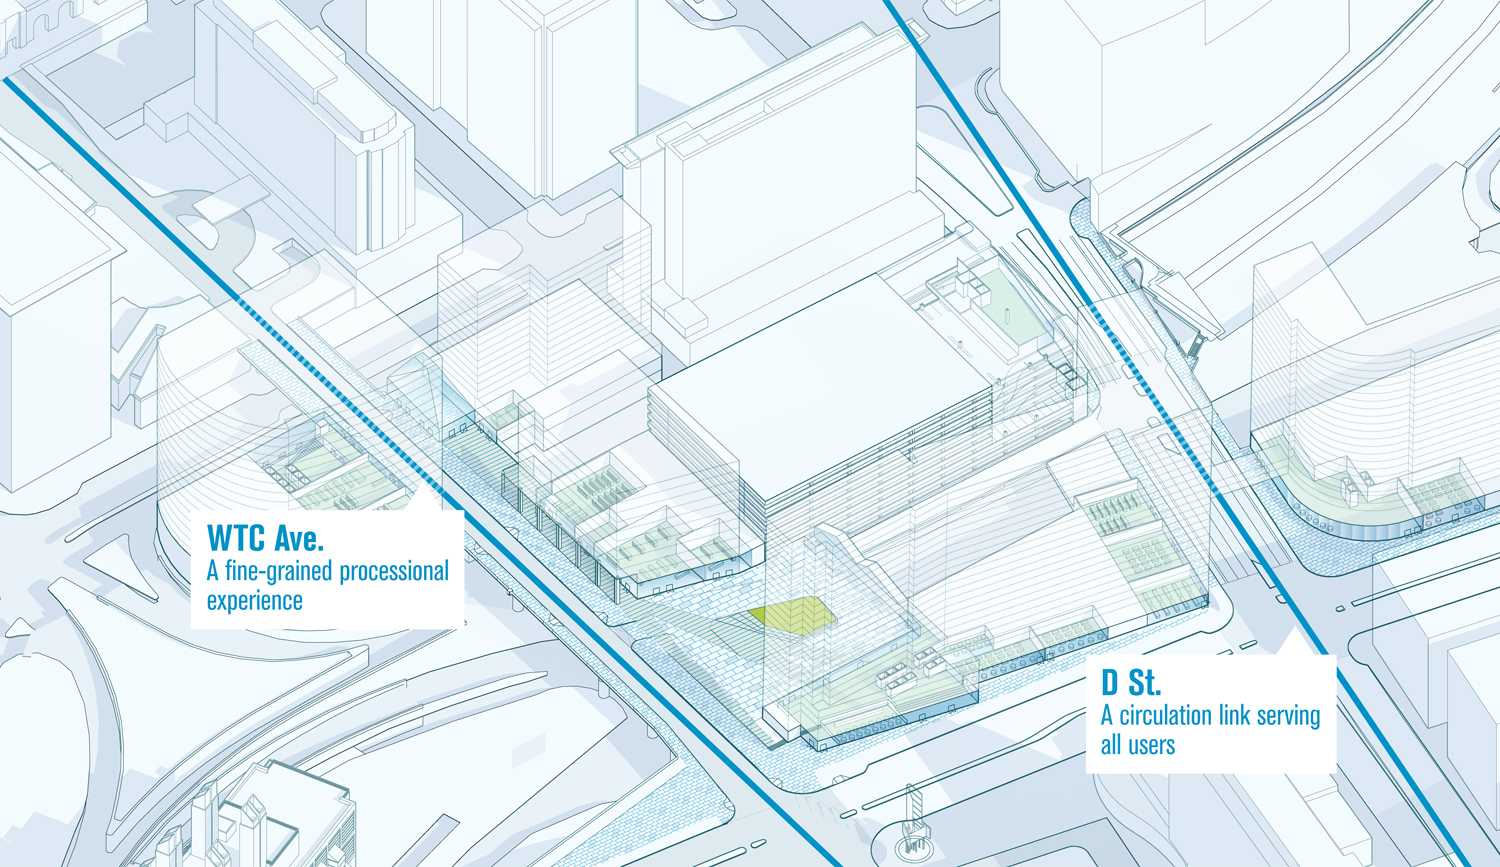 WTC Ave.
A fine-grained processional
experience
D St.
A circulation link serving
all users